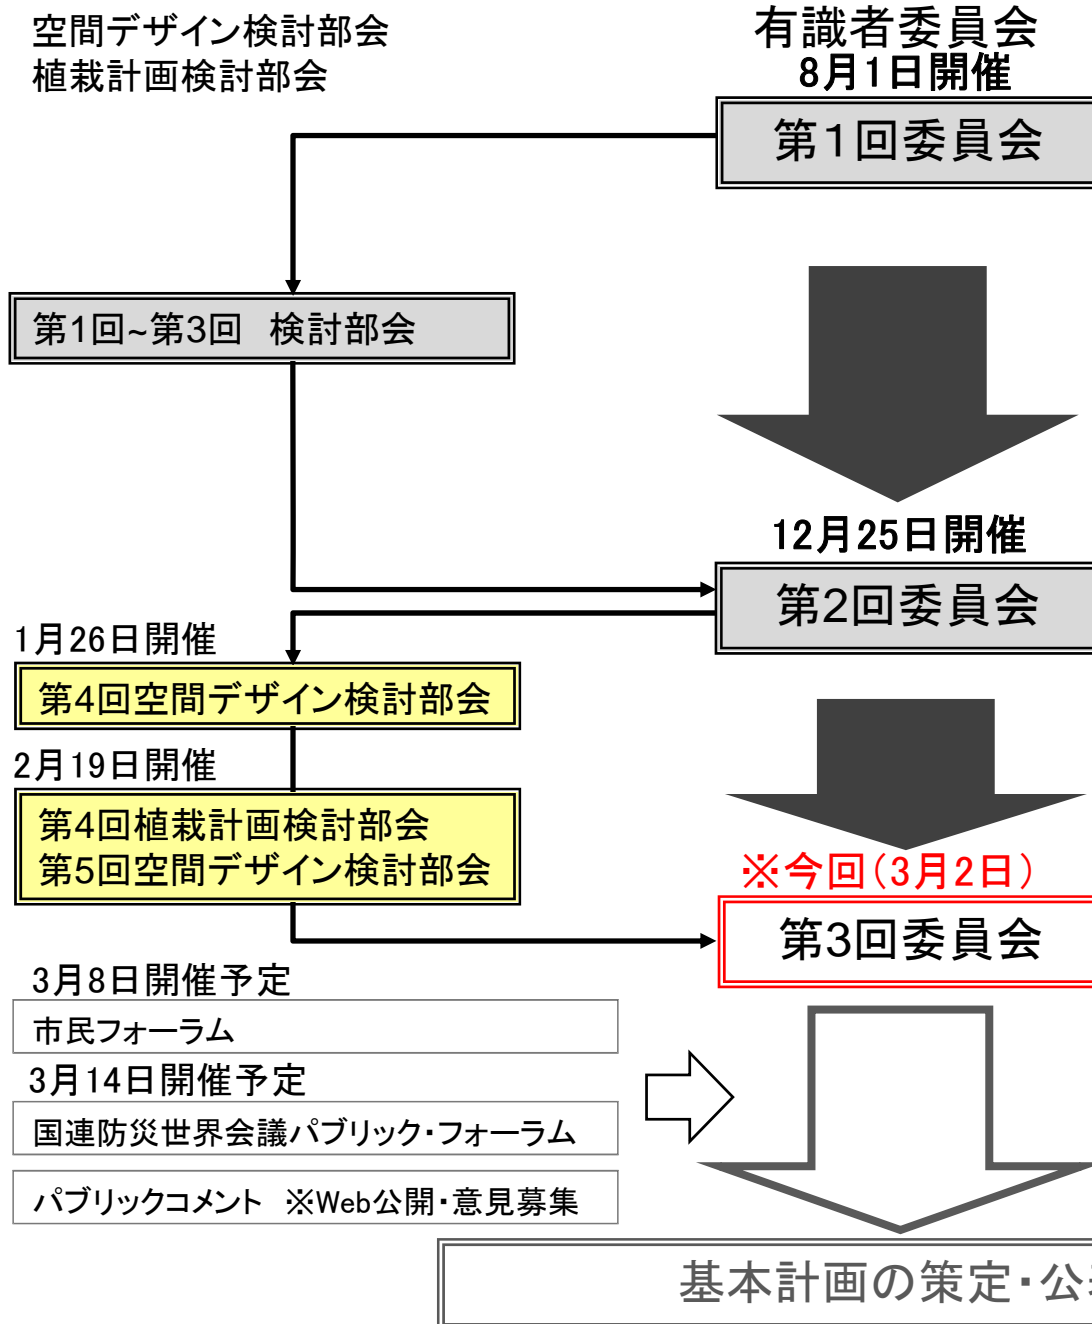 空間デザイン検討部会
植栽計画検討部会
有識者委員会
8月1日開催
第1回委員会
第1回~第3回　検討部会
12月25日開催
第2回委員会
1月26日開催
第4回空間デザイン検討部会
2月19日開催
第4回植栽計画検討部会
第5回空間デザイン検討部会
※今回(3月2日)
第3回委員会
3月8日開催予定
市民フォーラム
3月14日開催予定
国連防災世界会議パブリック・フォーラム
パブリックコメント　※Web公開・意見募集
基本計画の策定・公